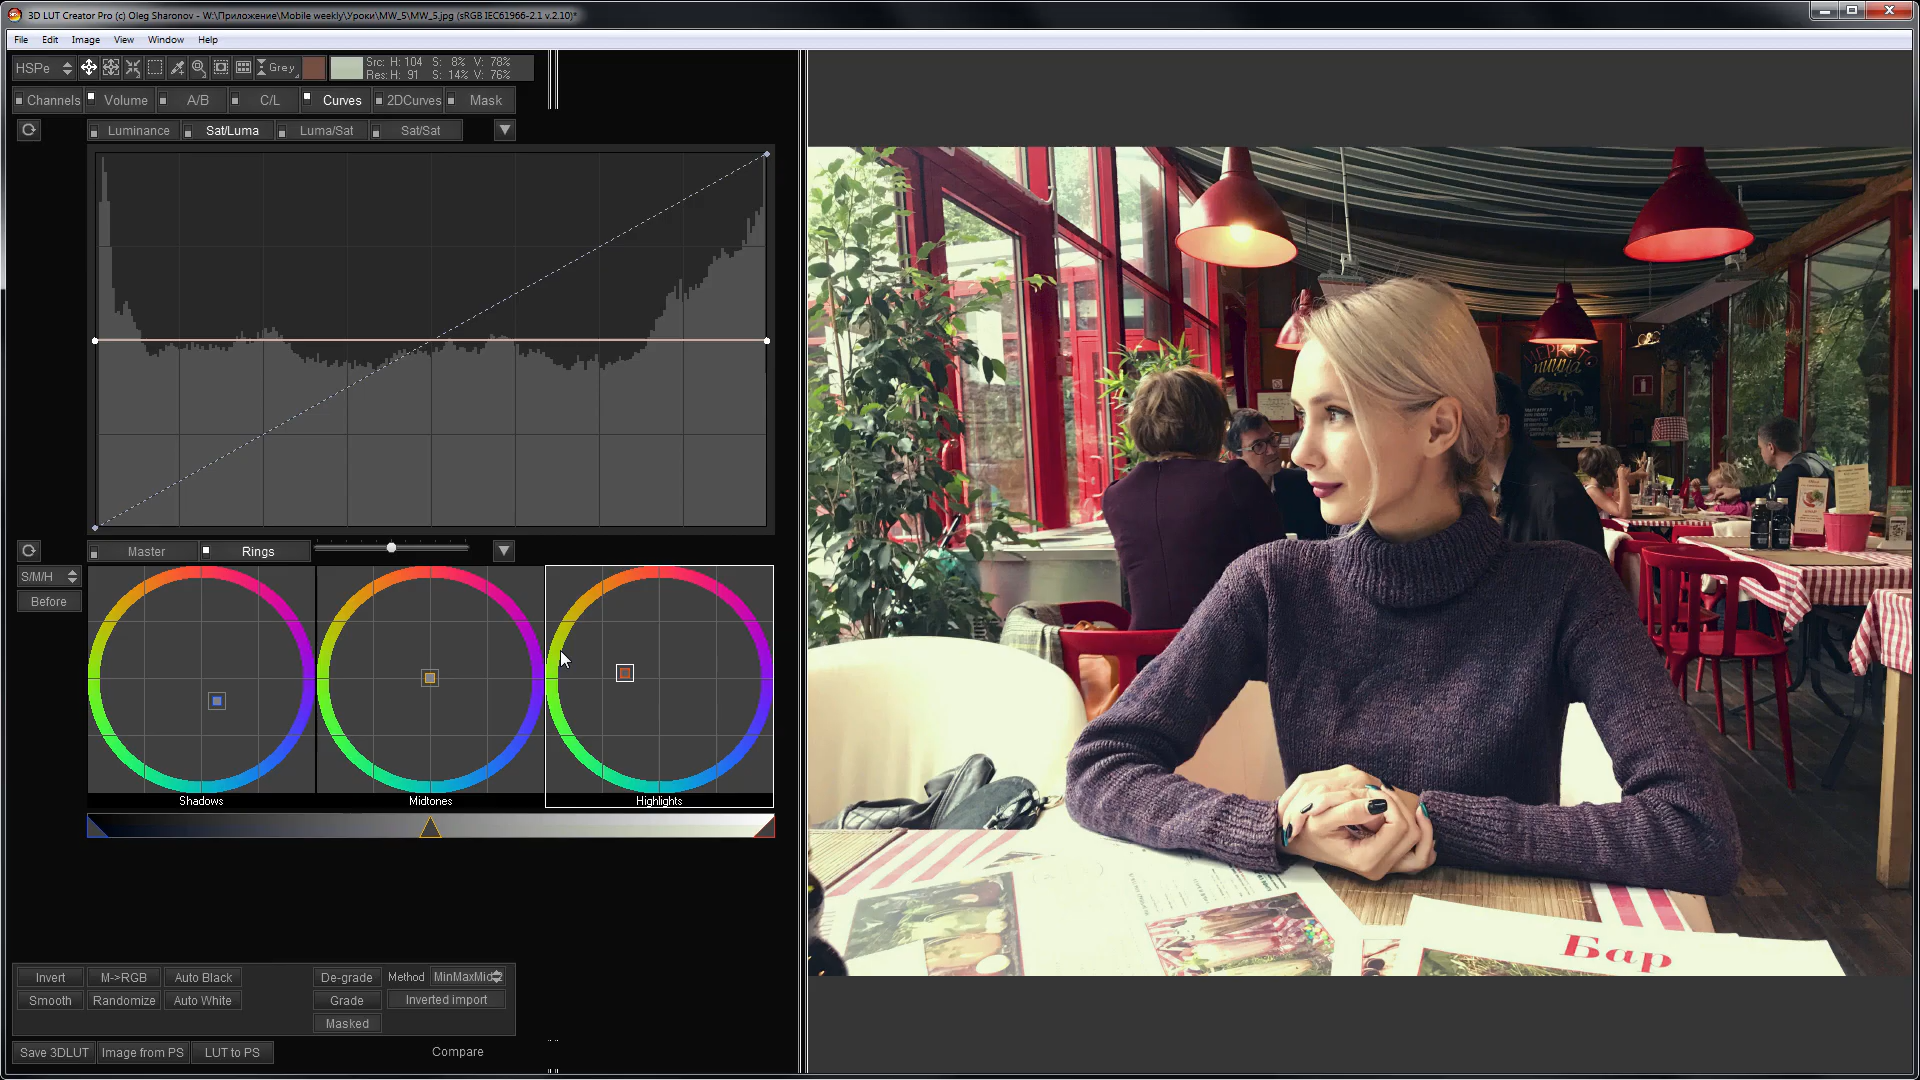 3D LUT Creator Pro (c) Oleg Sharonov - W:\Приложение\Mobile weekly\Уроки\MW_5\MW_5.jpg (sRGB IEC61966-2.1 v.2.10)*
File Edit Image View Window Help
HSPe Grey Src: H: 104 S: 8% V: 78%
Res: H: 91 S: 14% V: 76%
Channels Volume A/B C/L Curves 2DCurves Mask
Luminance Sat/Luma Luma/Sat Sat/Sat
Master Rings
S/M/H
Before
Shadows Midtones Highlights
Invert M->RGB Auto Black De-grade Method MinMaxMid
Smooth Randomize Auto White Grade Inverted import
Masked
Save 3DLUT Image from PS LUT to PS Compare
пицца
Бар